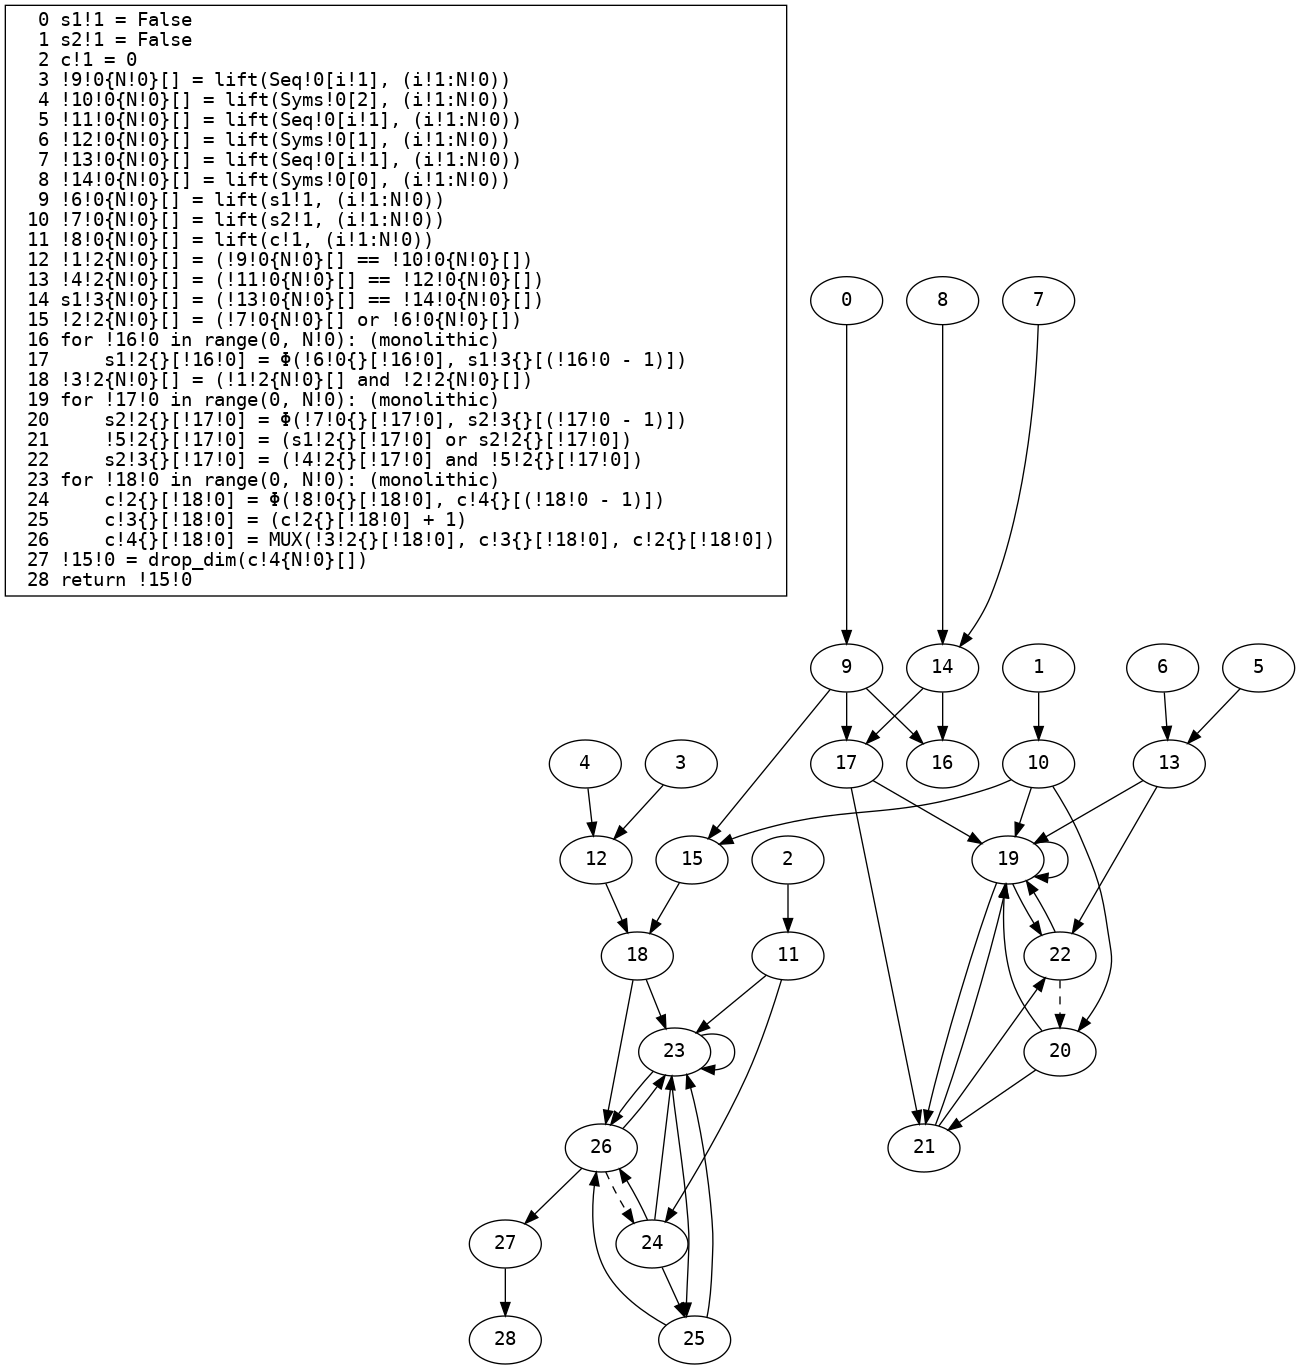 0 s1!1 = False
1 s2!1 = False
2 c!1 = 0
3 !9!0{N!0}[] = lift(Seq!0[i!1], (i!1:N!0))
4 !10!0{N!0}[] = lift(Syms!0[2], (i!1:N!0))
5 !11!0{N!0}[] = lift(Seq!0[i!1], (i!1:N!0))
6 !12!0{N!0}[] = lift(Syms!0[1], (i!1:N!0))
7 !13!0{N!0}[] = lift(Seq!0[i!1], (i!1:N!0))
8 !14!0{N!0}[] = lift(Syms!0[0], (i!1:N!0))
9 !6!0{N!0}[] = lift(s1!1, (i!1:N!0))
10 !7!0{N!0}[] = lift(s2!1, (i!1:N!0))
11 !8!0{N!0}[] = lift(c!1, (i!1:N!0))
12 !1!2{N!0}[] = (!9!0{N!0}[] == !10!0{N!0}[])
13 !4!2{N!0}[] = (!11!0{N!0}[] == !12!0{N!0}[])
14 s1!3{N!0}[] = (!13!0{N!0}[] == !14!0{N!0}[])
15 !2!2{N!0}[] = (!7!0{N!0}[] or !6!0{N!0}[])
16 for !16!0 in range(0, N!0): (monolithic)
17     s1!2{}[!16!0] = Φ(!6!0{}[!16!0], s1!3{}[(!16!0 - 1)])
18 !3!2{N!0}[] = (!1!2{N!0}[] and !2!2{N!0}[])
19 for !17!0 in range(0, N!0): (monolithic)
20     s2!2{}[!17!0] = Φ(!7!0{}[!17!0], s2!3{}[(!17!0 - 1)])
21     !5!2{}[!17!0] = (s1!2{}[!17!0] or s2!2{}[!17!0])
22     s2!3{}[!17!0] = (!4!2{}[!17!0] and !5!2{}[!17!0])
23 for !18!0 in range(0, N!0): (monolithic)
24     c!2{}[!18!0] = Φ(!8!0{}[!18!0], c!4{}[(!18!0 - 1)])
25     c!3{}[!18!0] = (c!2{}[!18!0] + 1)
26     c!4{}[!18!0] = MUX(!3!2{}[!18!0], c!3{}[!18!0], c!2{}[!18!0])
27 !15!0 = drop_dim(c!4{N!0}[])
28 return !15!0
0 8 7
9 14 1 6 5
4 3 17 16 10 13
12 15 2 19
18 11 22
23 20
26 21
27 24
28 25